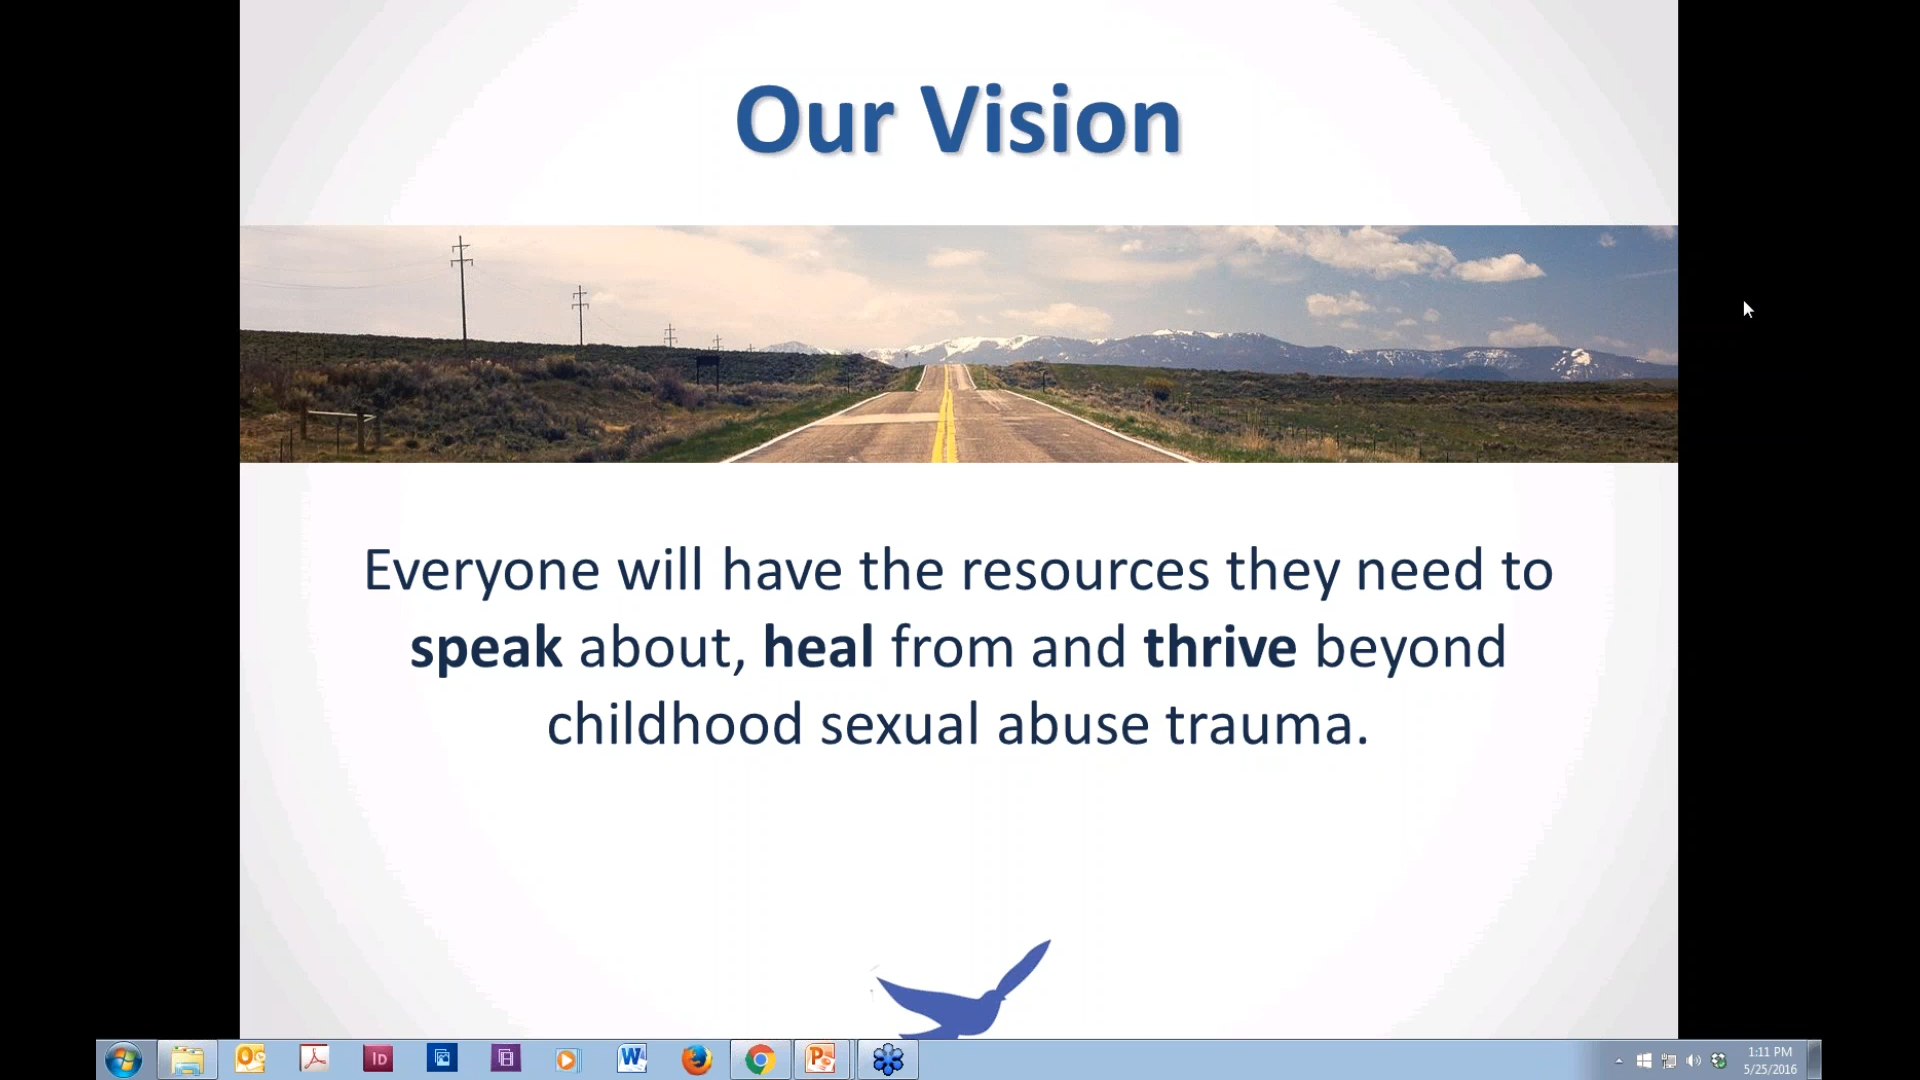 Our Vision
Everyone will have the resources they need to
speak about, heal from and thrive beyond
childhood sexual abuse trauma.
Id
W
P
1:11 PM
5/25/2016